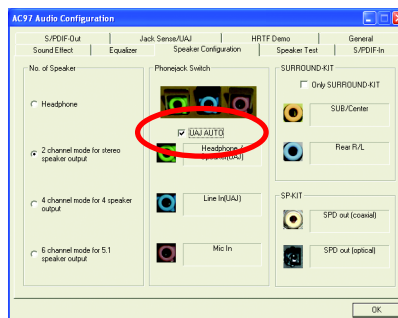 AC97 Audio Configuration
S/PDIF-Out
Jack Sense/UAJ
HRTF Demo
General
Sound Effect
Equalizer
Speaker Configuration
Speaker Test
S/PDIF-In
No. of Speaker
Headphone
2 channel mode for stereo
speaker output
4 channel mode for 4 speaker
output
6 channel mode for 5.1
speaker output
Phonejack Switch
UAJ AUTO
Headphone /
Speaker(UAJ)
Line In(UAJ)
Mic In
SURROUND-KIT
Only SURROUND-KIT
SUB/Center
Rear R/L
SP-KIT
SPD out (coaxial)
SPD out (optical)
OK